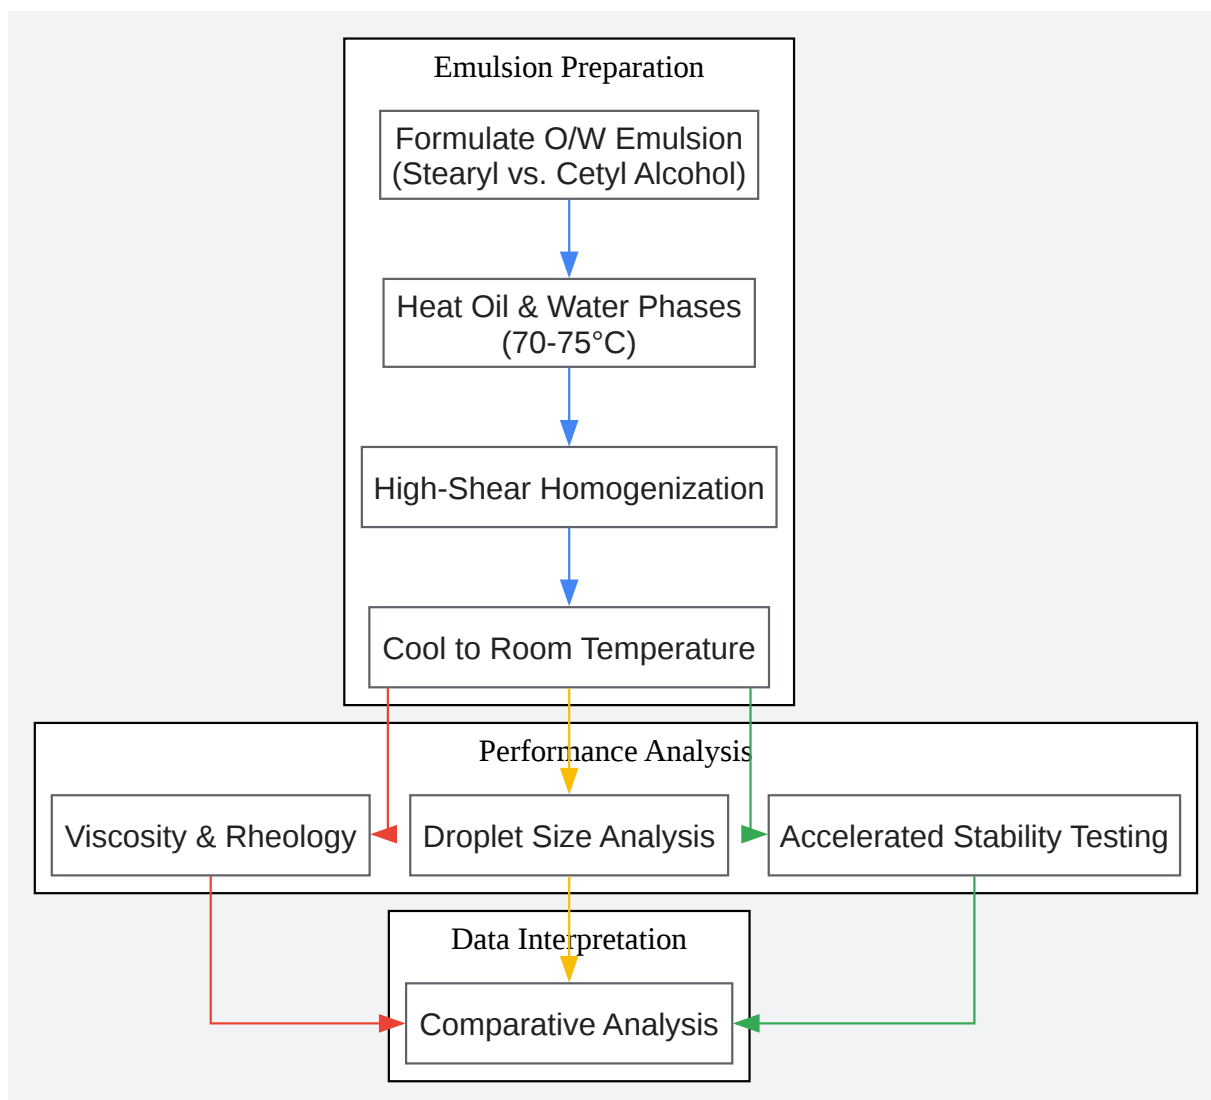 Emulsion Preparation
Formulate O/W Emulsion
(Stearyl vs. Cetyl Alcohol)
Heat Oil & Water Phases
(70-75°C)
High-Shear Homogenization
Cool to Room Temperature
Performance Analysis
Viscosity & Rheology
Droplet Size Analysis
Accelerated Stability Testing
Data Interpretation
Comparative Analysis